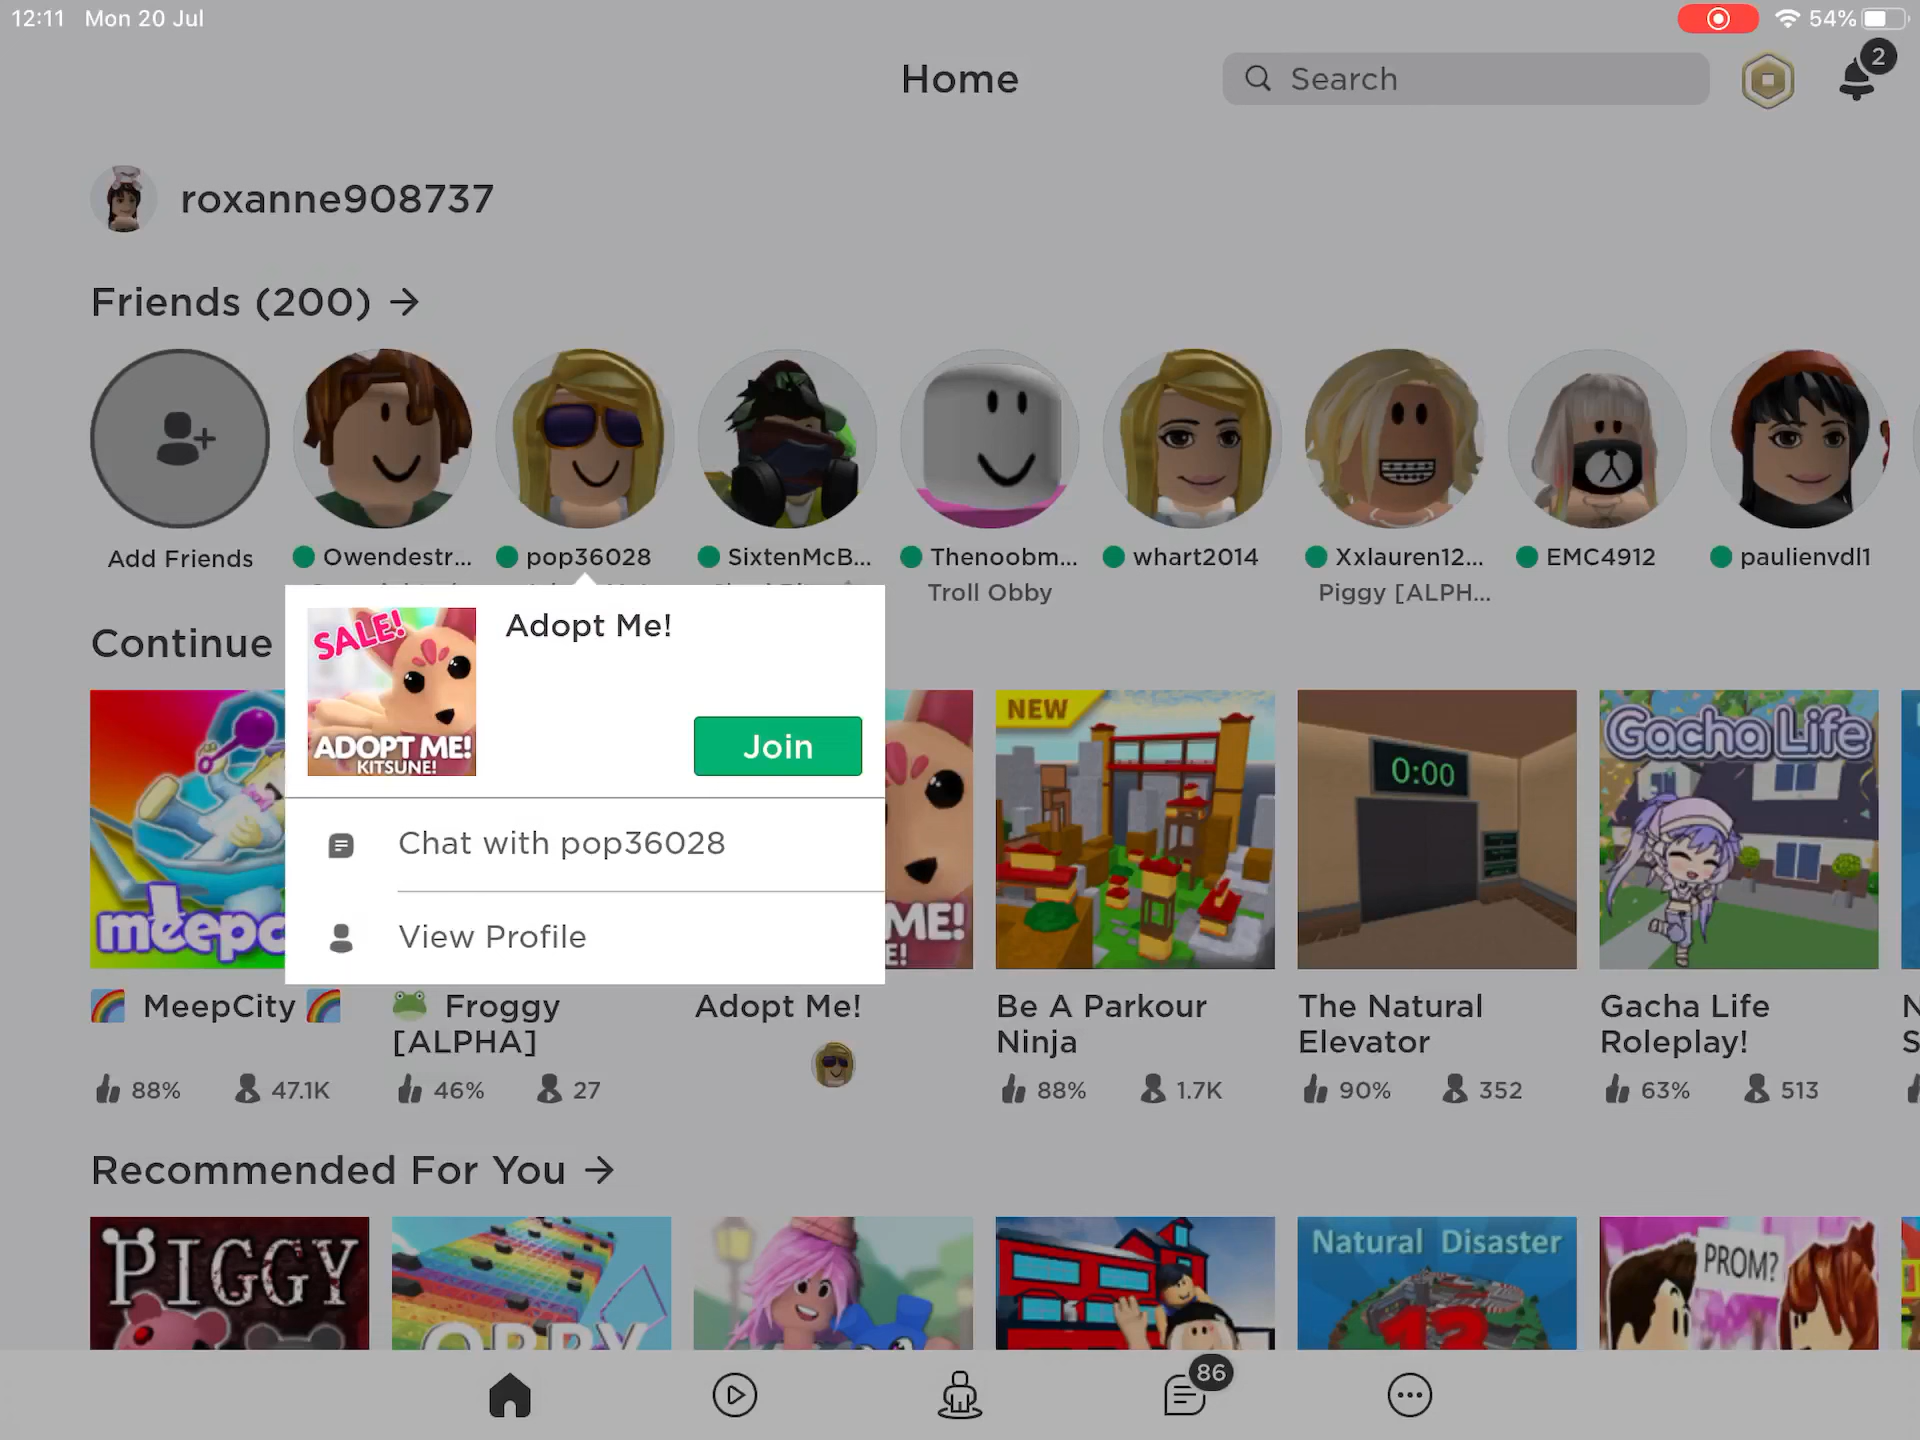 12:11 Mon 20 Jul 54%
Home
Search
2
roxanne908737
Friends (200) →
Add Friends
Owendestr...
pop36028
SixtenMcB...
Thenoobm...
whart2014
Xxlauren12...
EMC4912
paulienvdl1
Troll Obby
Piggy [ALPH...
Continue
Adopt Me!
SALE!
ADOPT ME!
KITSUNE!
Join
Chat with pop36028
View Profile
meepc
ME!
E!
NEW
0:00
Gacha Life
🌈 MeepCity 🌈
88% 47.1K
🐸 Froggy
[ALPHA]
46% 27
Adopt Me!
Be A Parkour
Ninja
88% 1.7K
The Natural
Elevator
90% 352
Gacha Life
Roleplay!
63% 513
N
S
Recommended For You →
PIGGY
OBBY
Natural Disaster
13
PROM?
86